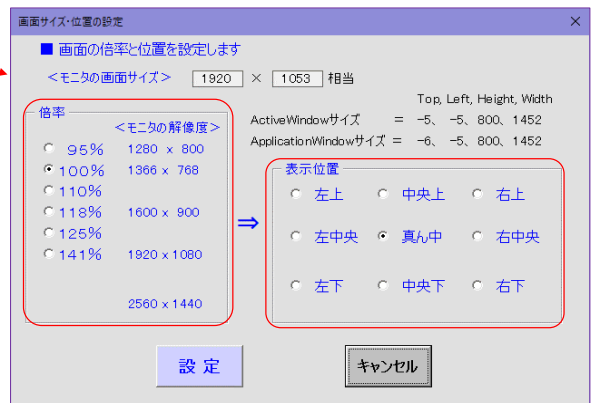 画面サイズ・位置の設定
■ 画面の倍率と位置を設定します
＜モニタの画面サイズ＞ 1920 × 1053 相当
Top, Left, Height, Width
ActiveWindowサイズ ＝ -5、 -5、 800、 1452
ApplicationWindowサイズ ＝ -6、 -5、 800、 1452
倍率
＜モニタの解像度＞
95% 1280 x 800
100% 1366 x 768
110%
118% 1600 x 900
125%
141% 1920 x 1080
2560 x 1440
⇒
表示位置
左上 中央上 右上
左中央 真ん中 右中央
左下 中央下 右下
設 定 キャンセル